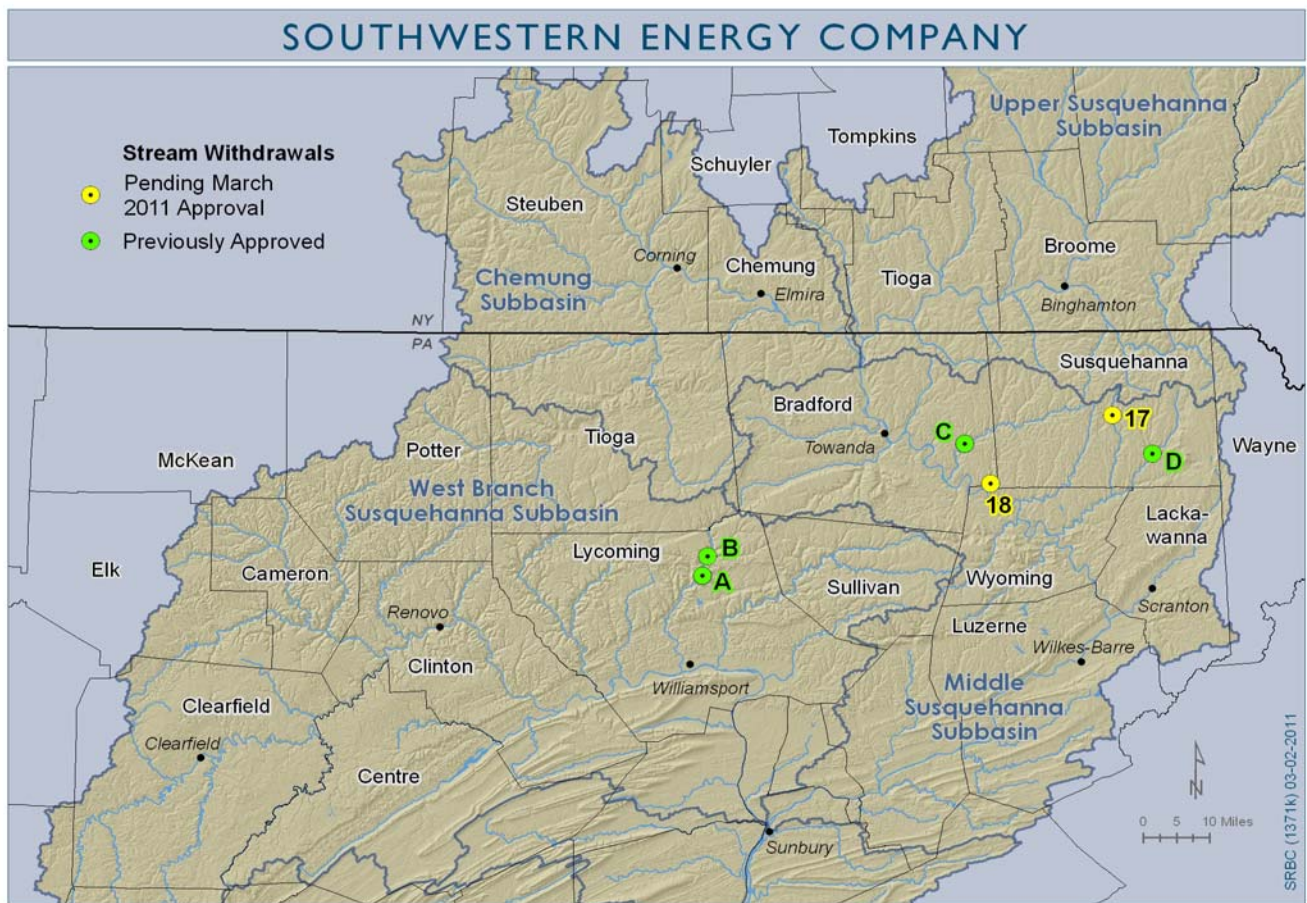 SOUTHWESTERN ENERGY COMPANY
Stream Withdrawals
Pending March
2011 Approval
Previously Approved
Upper Susquehanna
Subbasin
Tompkins
Schuyler
Steuben
Broome
Corning
Chemung
Tioga
Chemung
Subbasin
Elmira
Binghamton
NY
PA
Susquehanna
Bradford
17
Tioga
Towanda
C
Wayne
Potter
McKean
D
West Branch
Susquehanna Subbasin
18
Lacka-
wanna
Lycoming
B
Elk
Cameron
A
Sullivan
Wyoming
Renovo
Scranton
Luzerne
Clinton
Wilkes-Barre
Williamsport
Middle
Susquehanna
Subbasin
Clearfield
Clearfield
Centre
N
0 5 10 Miles
Sunbury
SRBC (1371k) 03-02-2011